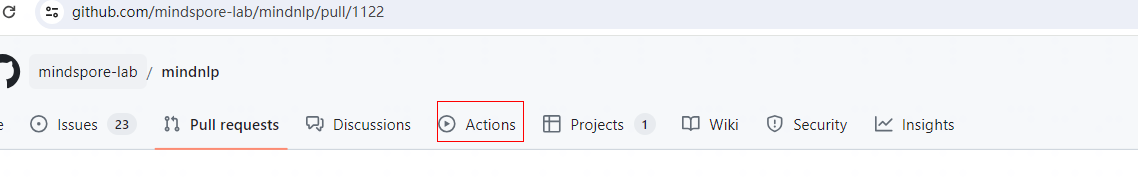 github.com/mindspore-lab/mindnlp/pull/1122
mindspore-lab / mindnlp
e Issues 23 Pull requests Discussions Actions Projects 1 Wiki Security Insights